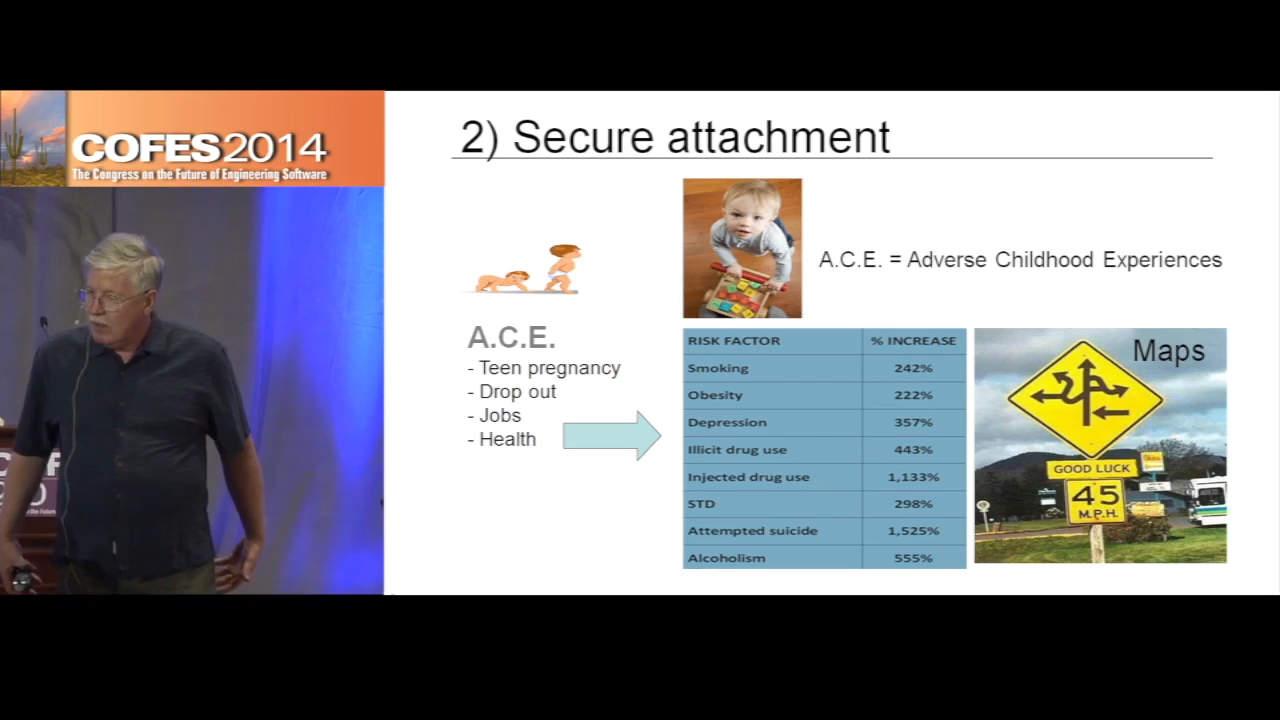 COFES2014
The Congress on the Future of Engineering Software
2) Secure attachment
A.C.E. = Adverse Childhood Experiences
A.C.E.
- Teen pregnancy
- Drop out
- Jobs
- Health
RISK FACTOR % INCREASE
Smoking 242%
Obesity 222%
Depression 357%
Illicit drug use 443%
Injected drug use 1,133%
STD 298%
Attempted suicide 1,525%
Alcoholism 555%
Maps
GOOD LUCK
45
M.P.H.